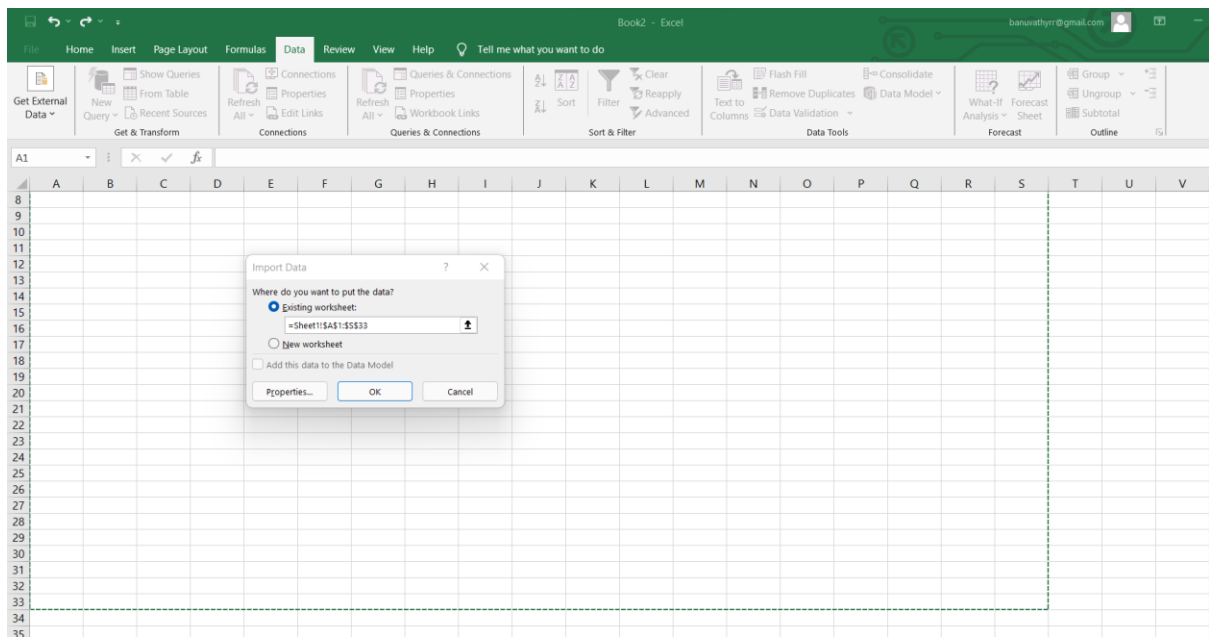 Book2 - Excel
banuvathyrr@gmail.com
File Home Insert Page Layout Formulas Data Review View Help Tell me what you want to do
Get External Data
New Query
Show Queries
From Table
Recent Sources
Get & Transform
Refresh All
Connections
Properties
Edit Links
Connections
Refresh All
Queries & Connections
Properties
Workbook Links
Queries & Connections
Sort
Filter
Clear
Reapply
Advanced
Sort & Filter
Text to Columns
Flash Fill
Remove Duplicates
Data Validation
Consolidate
Data Model
Data Tools
What-If Analysis
Forecast Sheet
Forecast
Group
Ungroup
Subtotal
Outline
A1
fx
A B C D E F G H I J K L M N O P Q R S T U V
8
9
10
11
12
13
14
15
16
17
18
19
20
21
22
23
24
25
26
27
28
29
30
31
32
33
34
35
Import Data ?
Where do you want to put the data?
Existing worksheet:
=Sheet1!$A$1:$S$33
New worksheet
Add this data to the Data Model
Properties... OK Cancel